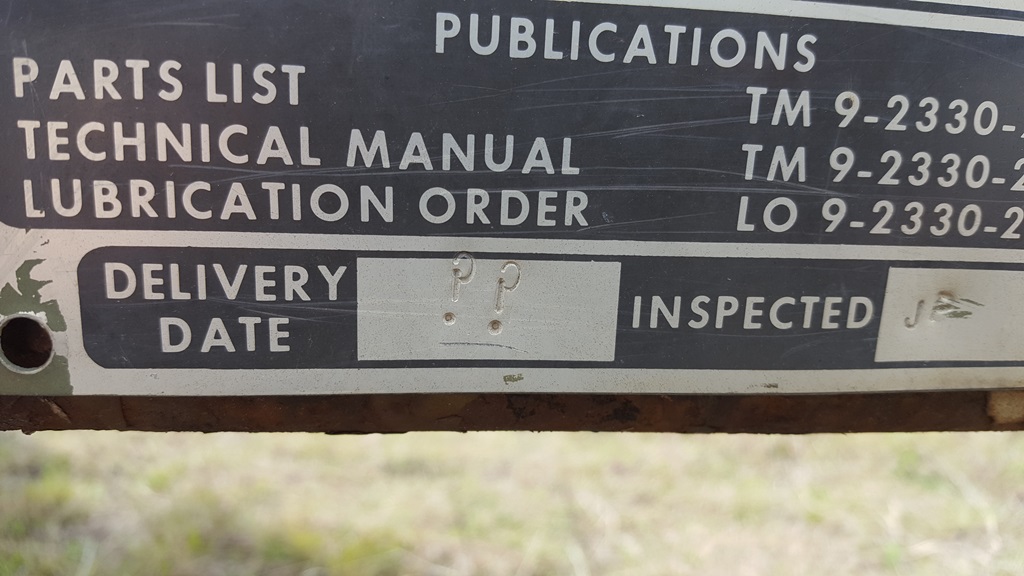 PUBLICATIONS
PARTS LIST TM 9-2330-
TECHNICAL MANUAL TM 9-2330-2
LUBRICATION ORDER LO 9-2330-2
DELIVERY DATE ?? INSPECTED